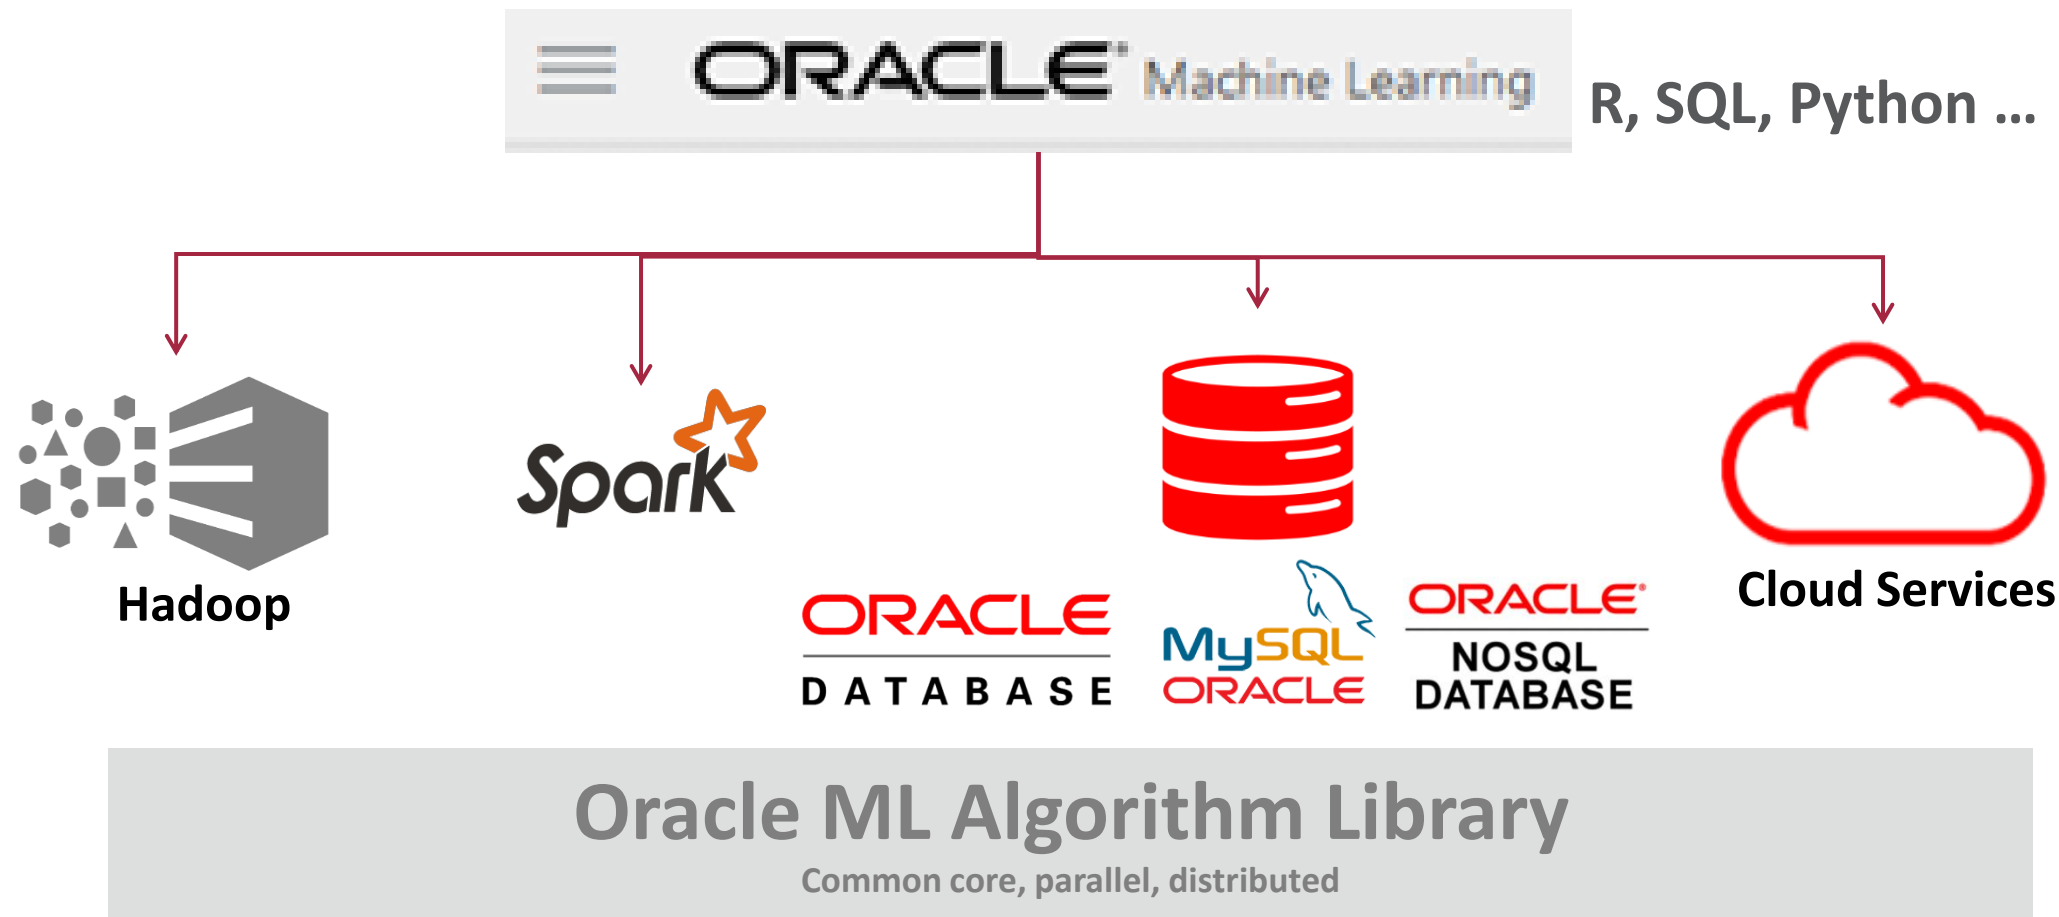 ORACLE® Machine Learning
R, SQL, Python ...
Spark
Hadoop
Cloud Services
ORACLE
DATABASE
MySQL
ORACLE
ORACLE®
NOSQL
DATABASE
Oracle ML Algorithm Library
Common core, parallel, distributed